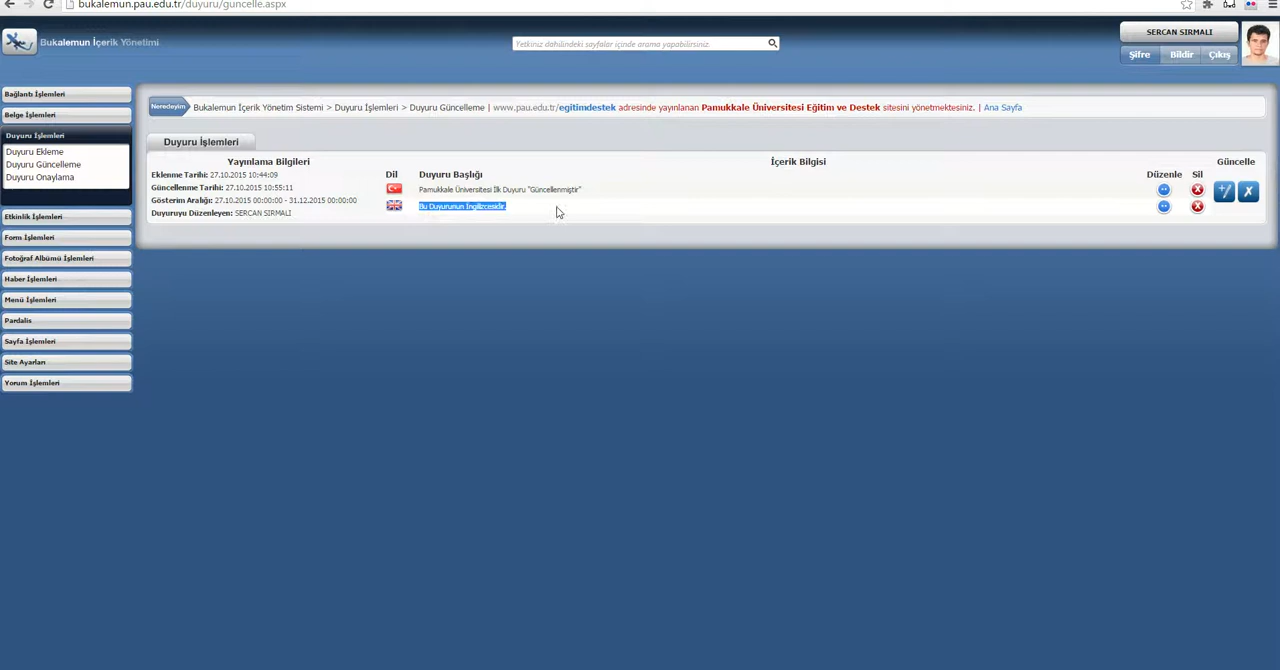 bukalemun.pau.edu.tr/duyuru/guncelle.aspx
Bukalemun İçerik Yönetimi
Yetkiniz dahilindeki sayfalar içinde arama yapabilirsiniz.
SERCAN SIRMALI
Şifre Bildir Çıkış
Bağlantı İşlemleri
Belge İşlemleri
Duyuru İşlemleri
Duyuru Ekleme
Duyuru Güncelleme
Duyuru Onaylama
Etkinlik İşlemleri
Form İşlemleri
Fotoğraf Albümü İşlemleri
Haber İşlemleri
Menü İşlemleri
Pardalis
Sayfa İşlemleri
Site Ayarları
Yorum İşlemleri
Neredeyim Bukalemun İçerik Yönetim Sistemi > Duyuru İşlemleri > Duyuru Güncelleme | www.pau.edu.tr/egitimdestek adresinde yayınlanan Pamukkale Üniversitesi Eğitim ve Destek sitesini yönetmektesiniz. | Ana Sayfa
Duyuru İşlemleri
Yayınlama Bilgileri İçerik Bilgisi Güncelle
Eklenme Tarihi: 27.10.2015 10:44:09 Dil Duyuru Başlığı Düzenle Sil
Güncellenme Tarihi: 27.10.2015 10:55:11 Pamukkale Üniversitesi İlk Duyuru "Güncellenmiştir"
Gösterim Aralığı: 27.10.2015 00:00:00 - 31.12.2015 00:00:00 Bu Duyurunun İngilizcesidir.
Duyuruyu Düzenleyen: SERCAN SIRMALI